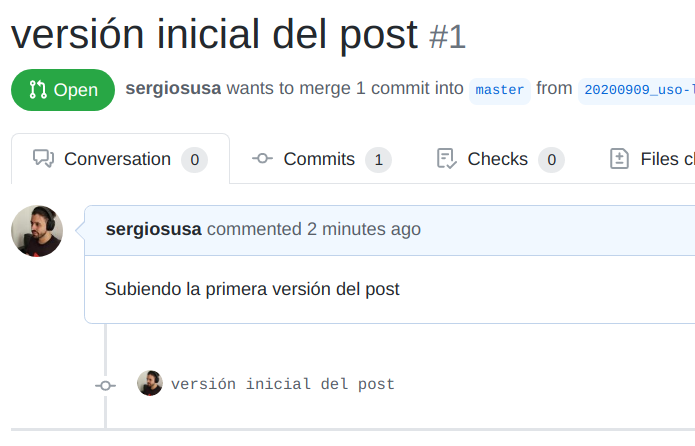 versión inicial del post #1
Open sergiosusa wants to merge 1 commit into master from 20200909_uso-
Conversation 0 Commits 1 Checks 0 Files
sergiosusa commented 2 minutes ago
Subiendo la primera versión del post
versión inicial del post